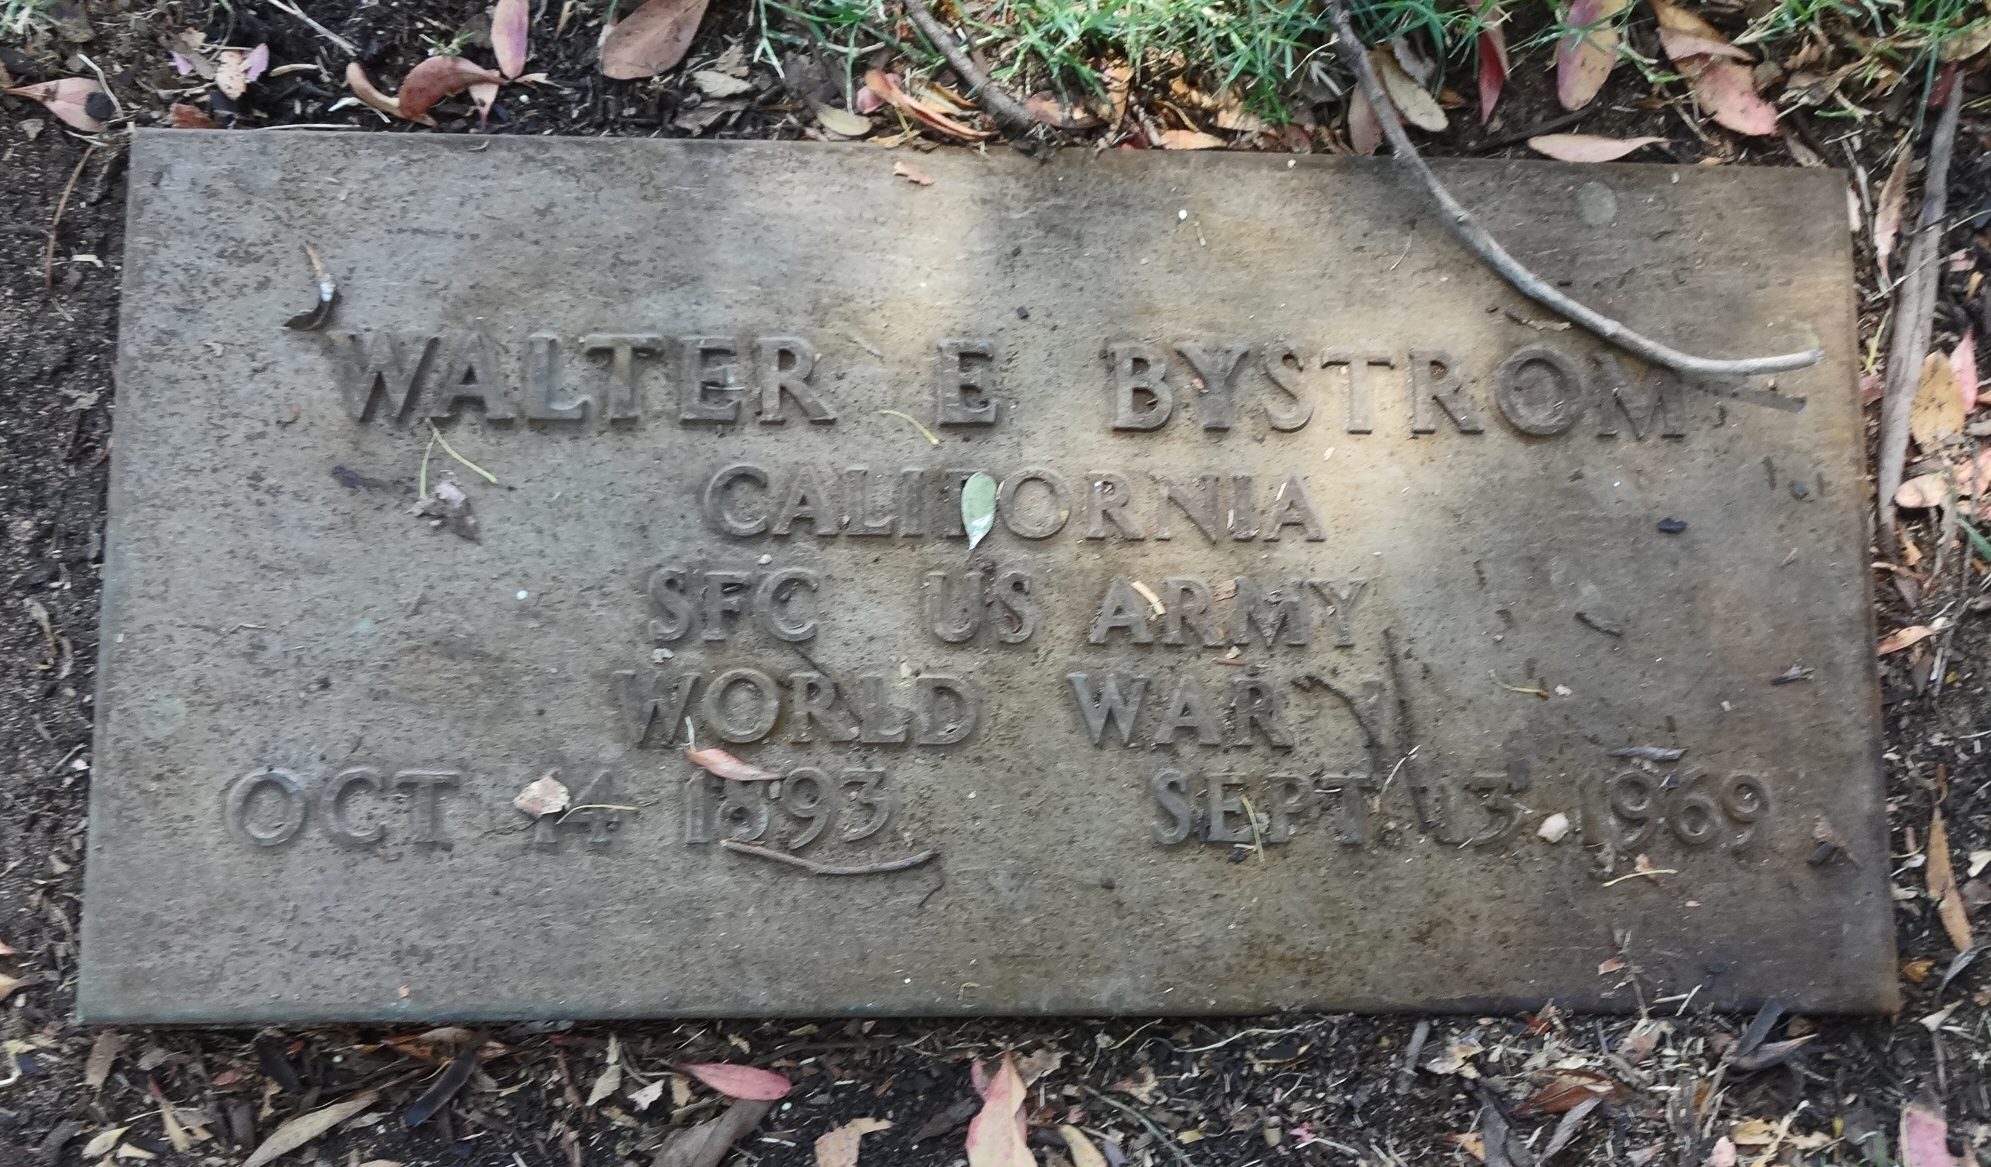 WALTER E BYSTROM
CALIFORNIA
SFC US ARMY
WORLD WAR I
OCT 14 1893 SEPT 13 1969